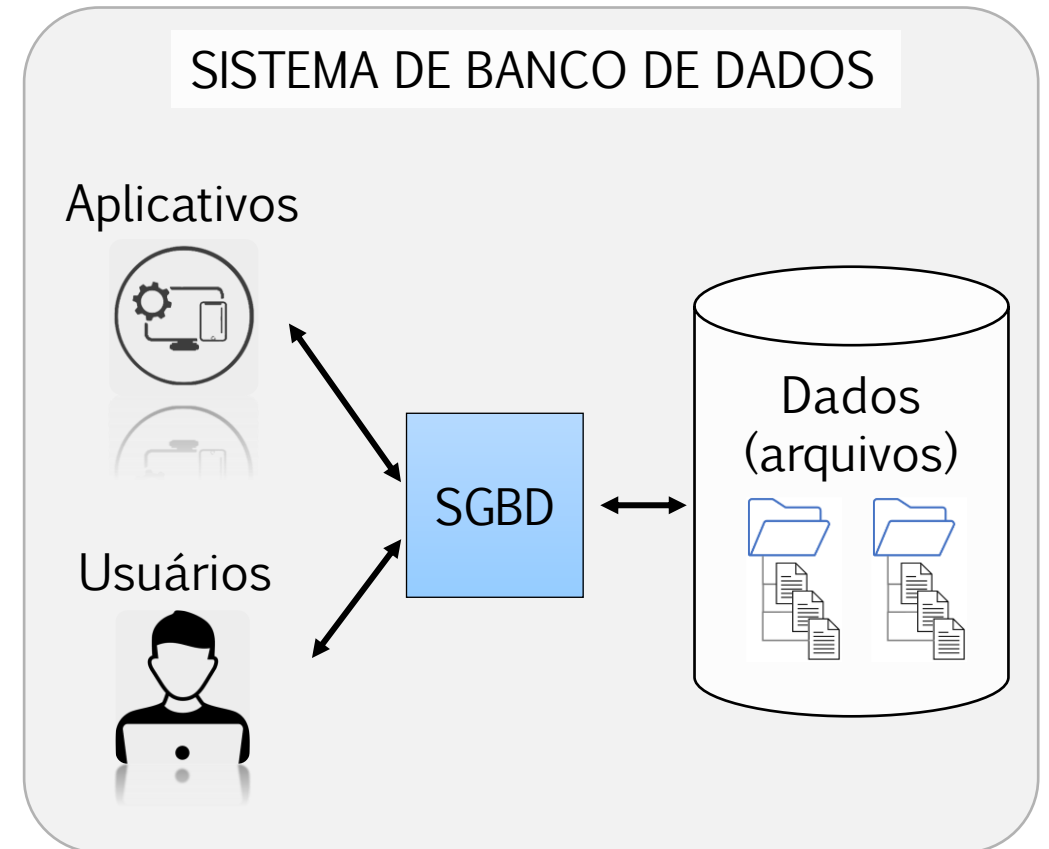 SISTEMA DE BANCO DE DADOS
Aplicativos
Dados
(arquivos)
SGBD
Usuários